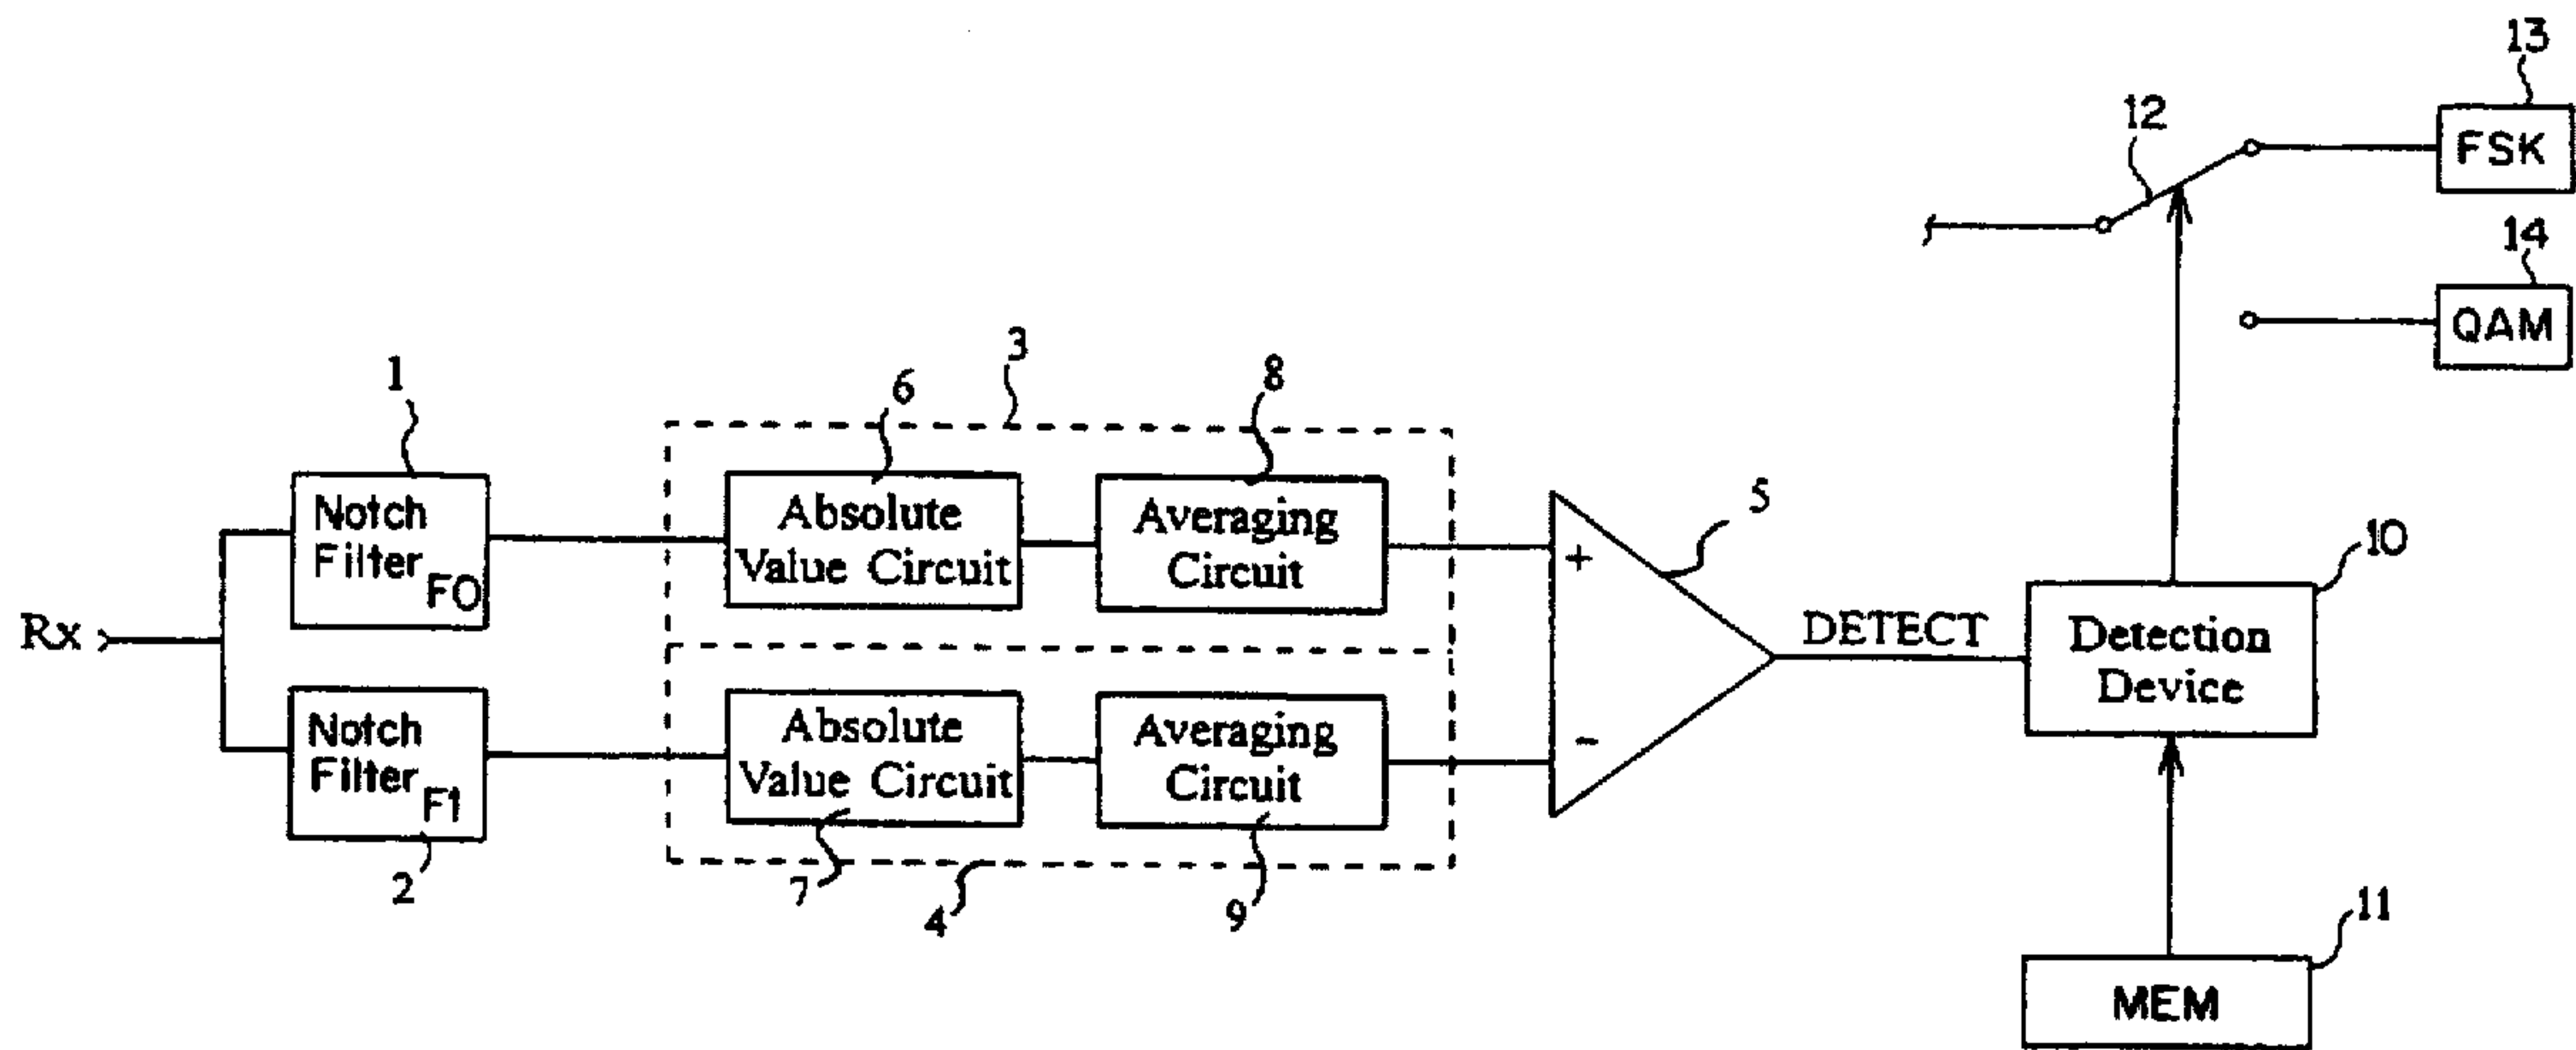 13
FSK
12
14
QAM
3
1
6
8
5
Notch
Filter F0
Absolute
Value Circuit
Averaging
Circuit
+
10
Rx
DETECT
Detection
Device
Notch
Filter F1
Absolute
Value Circuit
Averaging
Circuit
-
2
7
4
9
11
MEM